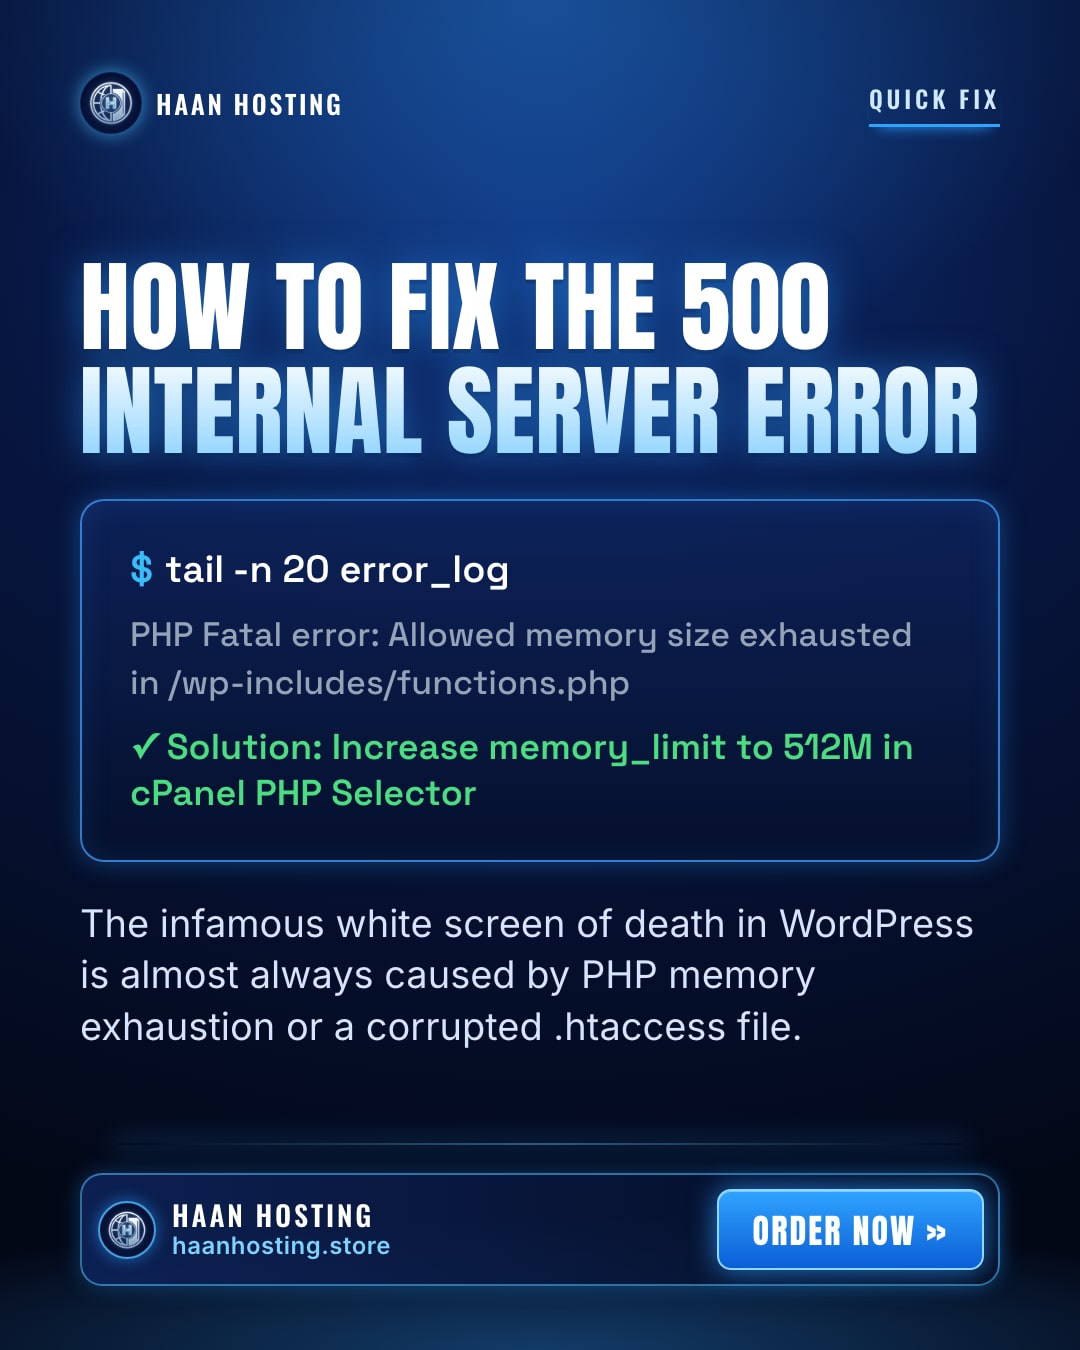 HAAN HOSTING
QUICK FIX
HOW TO FIX THE 500
INTERNAL SERVER ERROR
$ tail -n 20 error_log
PHP Fatal error: Allowed memory size exhausted
in /wp-includes/functions.php
✓ Solution: Increase memory_limit to 512M in
cPanel PHP Selector
The infamous white screen of death in WordPress
is almost always caused by PHP memory
exhaustion or a corrupted .htaccess file.
HAAN HOSTING
haanhosting.store
ORDER NOW »